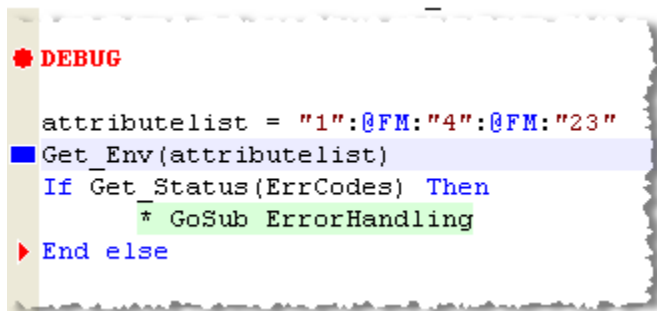 DEBUG
attributelist = "1":@FM:"4":@FM:"23"
Get_Env(attributelist)
If Get_Status(ErrCodes) Then
* GoSub ErrorHandling
End else